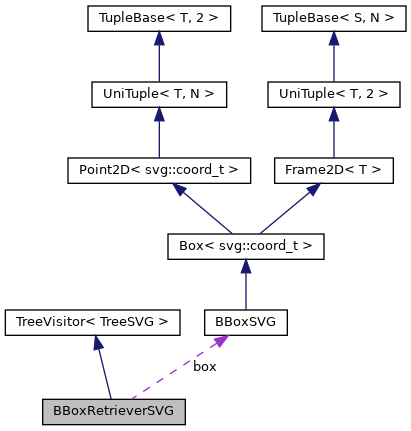 TupleBase< T, 2 >
TupleBase< S, N >
UniTuple< T, N >
UniTuple< T, 2 >
Point2D< svg::coord_t >
Frame2D< T >
Box< svg::coord_t >
TreeVisitor< TreeSVG >
BBoxSVG
box
BBoxRetrieverSVG